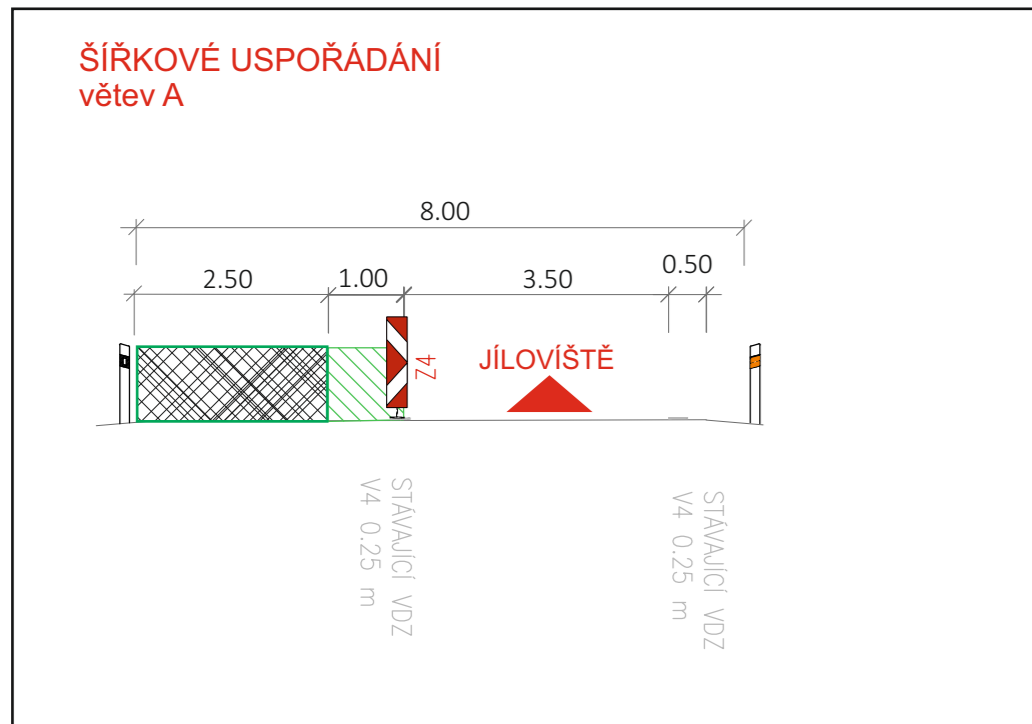 ŠÍŘKOVÉ USPOŘÁDÁNÍ
větev A
8.00
2.50
1.00
3.50
0.50
Z4
JÍLOVÍŠTĚ
STÁVAJÍCÍ VDZ
V4 0.25 m
STÁVAJÍCÍ VDZ
V4 0.25 m